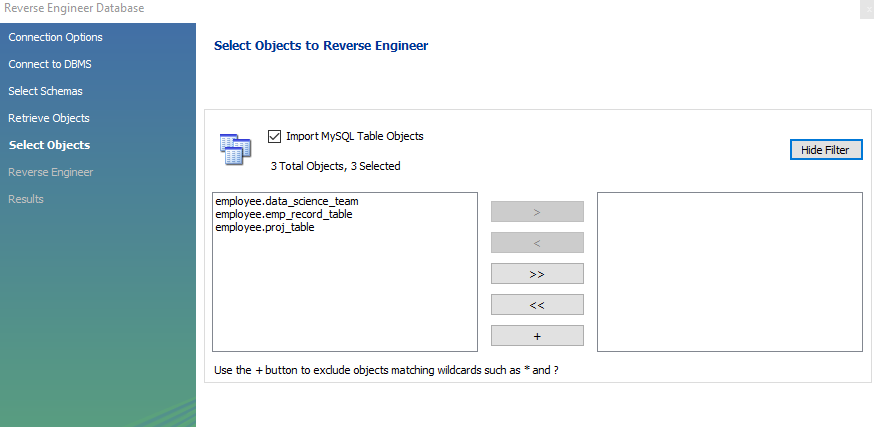 Reverse Engineer Database
x
Connection Options
Connect to DBMS
Select Schemas
Retrieve Objects
Select Objects
Reverse Engineer
Results
Select Objects to Reverse Engineer
Import MySQL Table Objects
3 Total Objects, 3 Selected
Hide Filter
employee.data_science_team
employee.emp_record_table
employee.proj_table
>
<
>>
<<
+
Use the + button to exclude objects matching wildcards such as * and ?